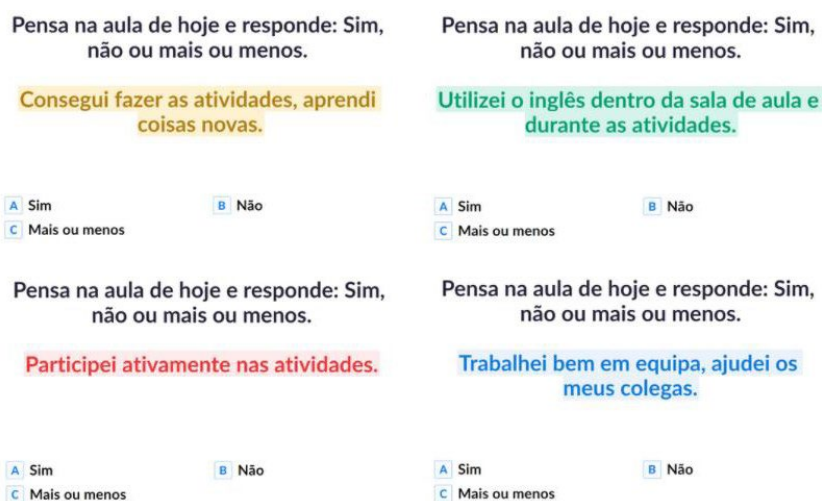 Pensa na aula de hoje e responde: Sim,
não ou mais ou menos.
Consegui fazer as atividades, aprendi
coisas novas.
A Sim
B Não
C Mais ou menos
Pensa na aula de hoje e responde: Sim,
não ou mais ou menos.
Utilizei o inglês dentro da sala de aula e
durante as atividades.
A Sim
B Não
C Mais ou menos
Pensa na aula de hoje e responde: Sim,
não ou mais ou menos.
Participei ativamente nas atividades.
A Sim
B Não
C Mais ou menos
Pensa na aula de hoje e responde: Sim,
não ou mais ou menos.
Trabalhei bem em equipa, ajudei os
meus colegas.
A Sim
B Não
C Mais ou menos